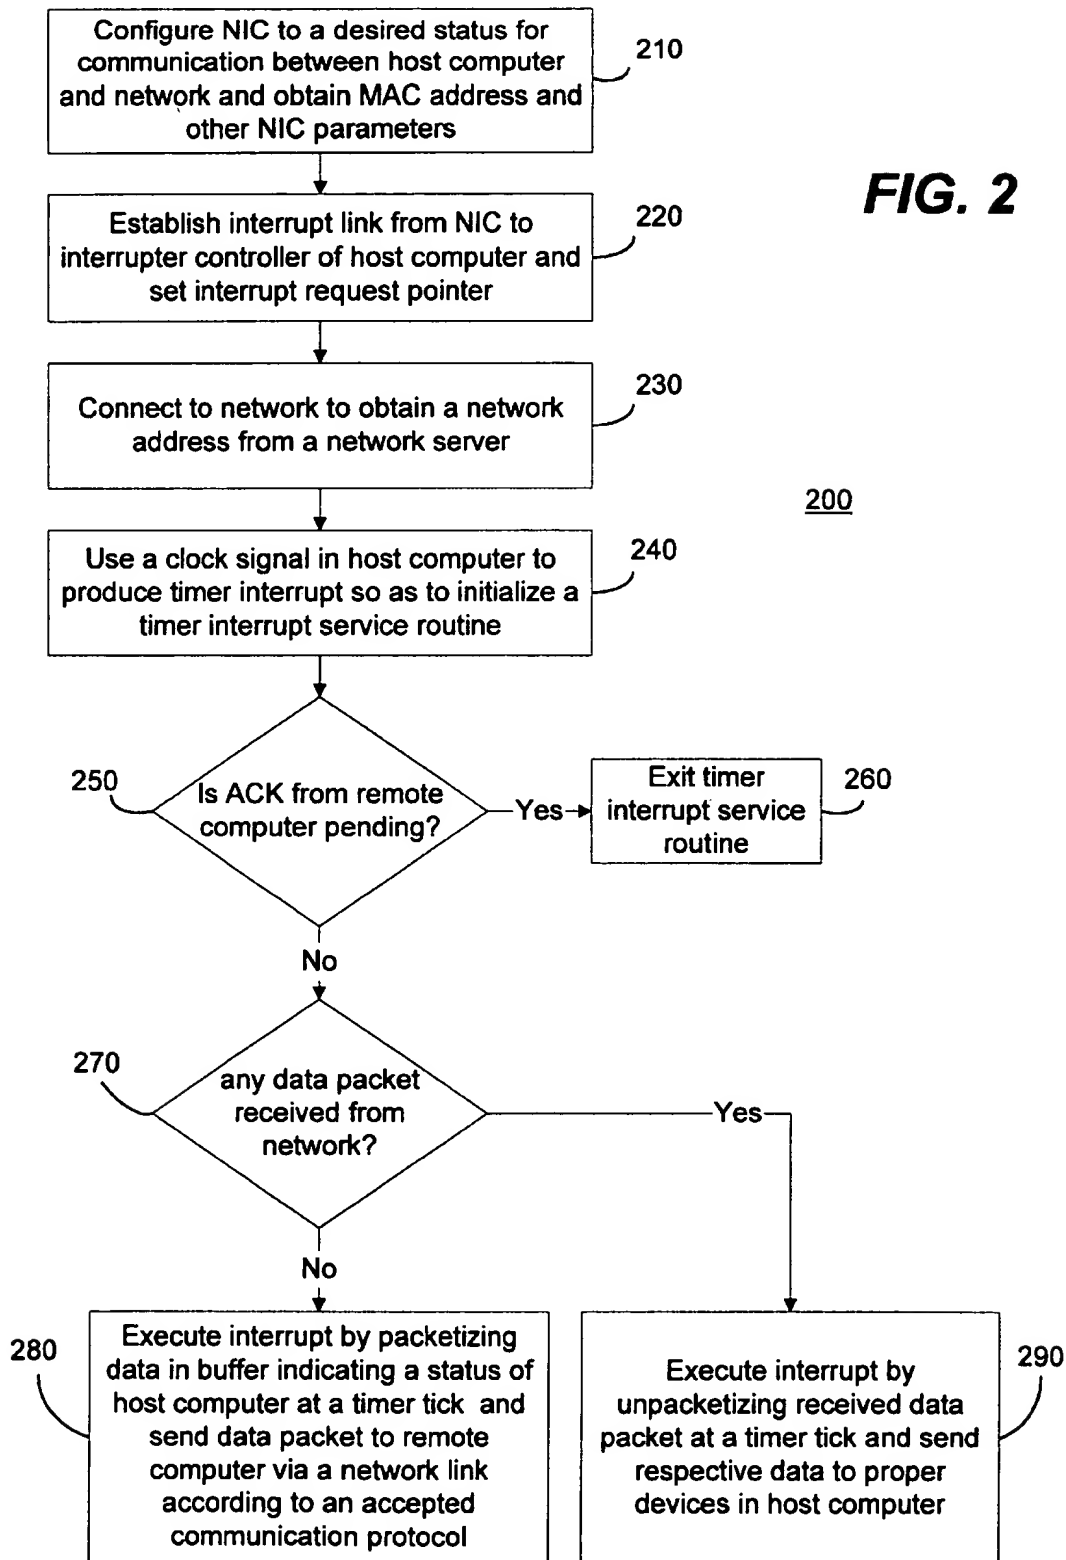 Configure NIC to a desired status for
communication between host computer
and network and obtain MAC address and
other NIC parameters
210
FIG. 2
Establish interrupt link from NIC to
interrupter controller of host computer and
set interrupt request pointer
220
Connect to network to obtain a network
address from a network server
230
200
Use a clock signal in host computer to
produce timer interrupt so as to initialize a
timer interrupt service routine
240
250
Is ACK from remote
computer pending?
Yes
Exit timer
interrupt service
routine
260
No
270
any data packet
received from
network?
Yes
No
280
Execute interrupt by packetizing
data in buffer indicating a status of
host computer at a timer tick and
send data packet to remote
computer via a network link
according to an accepted
communication protocol
Execute interrupt by
unpacketizing received data
packet at a timer tick and send
respective data to proper
devices in host computer
290